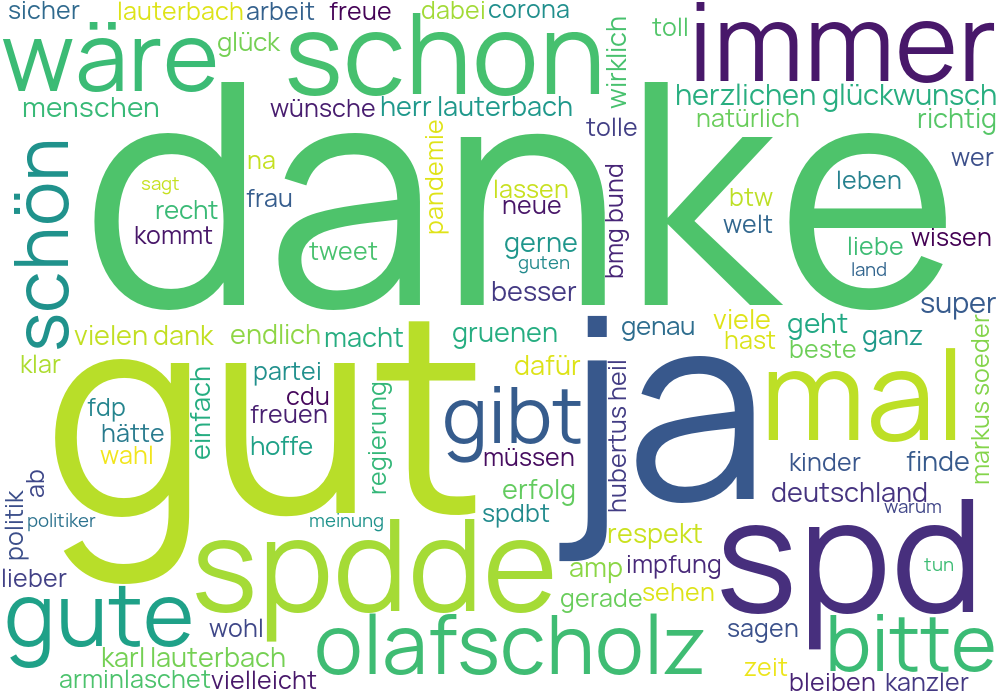 sicher
lauterbach
arbeit
freue
dabei
corona
wäre
glück
schon
wirklich
toll
immer
menschen
wünsche
herr lauterbach
herzlichen glückwunsch
tolle
natürlich
richtig
danke
schön
na
sagt
frau
recht
kommt
tweet
pandemie
lassen
neue
gerne
guten
besser
bmg bund
btw
welt
leben
wer
liebe
wissen
land
super
vielen dank
endlich
macht
gruenen
genau
viele
hast
geht
beste
ganz
klar
gut
ja
mal
markus soeder
dafür
partei
cdu
freuen
hoffe
fdp
hätte
wahl
einfach
regierung
gibt
müssen
hubertus heil
kinder
finde
deutschland
warum
ab
politik
politiker
meinung
erfolg
spdbt
spdde
respekt
amp
impfung
spd
tun
lieber
gerade
sehen
gute
wohl
olafscholz
sagen
bitte
karl lauterbach
arminlaschet
vielleicht
zeit
bleiben
kanzler